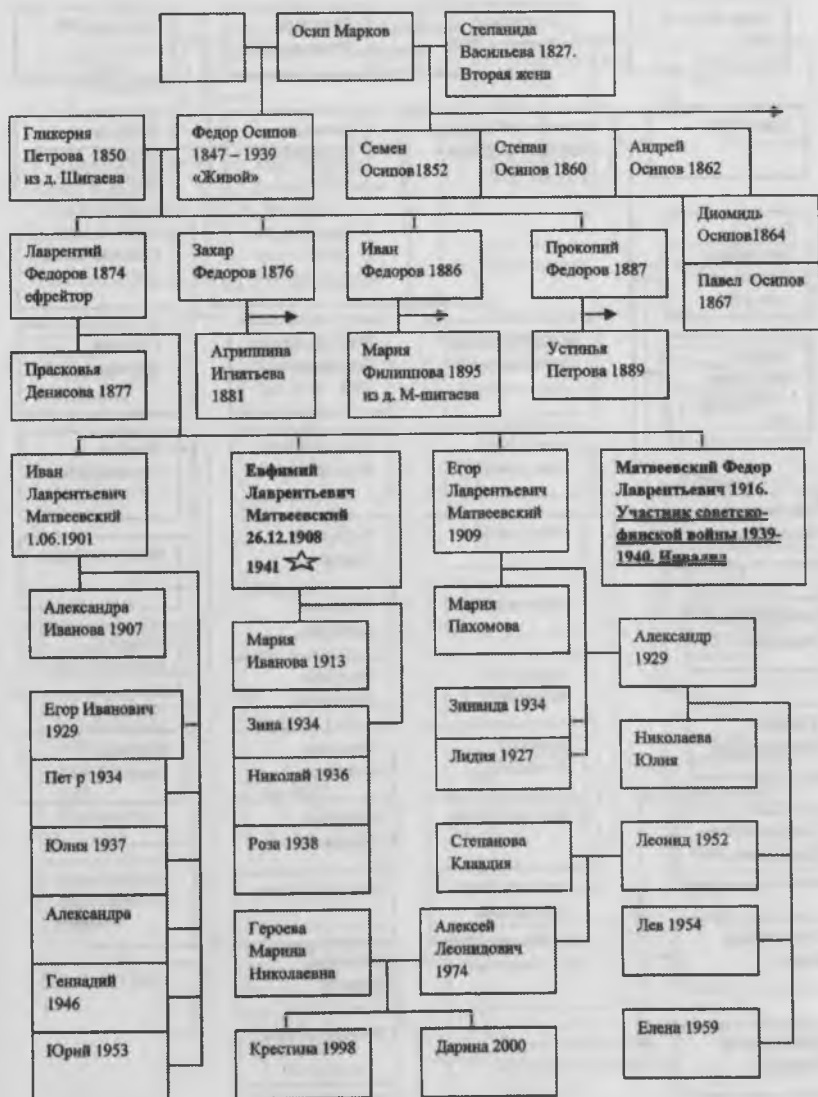 Осип Марков
Степанида
Васильева 1827.
Вторая жена
Гликерия
Петрова 1850
из д. Шигаева
Федор Осипов
1847 – 1939
«Живой»
Семен
Осипов1852
Степан
Осипов 1860
Андрей
Осипов 1862
Диомидь
Осипов1864
Павел Осипов
1867
Лаврентий
Федоров 1874
ефрейтор
Захар
Федоров 1876
Иван
Федоров 1886
Прокопий
Федоров 1887
Прасковья
Денисова 1877
Агриппина
Игнатьева
1881
Мария
Филиппова 1895
из д. М-шигаева
Устинья
Петрова 1889
Иван
Лаврентьевич
Матвеевский
1.06.1901
Евфимий
Лаврентьевич
Матвеевский
26.12.1908
1941
Егор
Лаврентьевич
Матвеевский
1909
Матвеевский Федор
Лаврентьевич 1916.
Участник советско-
финской войны 1939-
1940. Инвалид
Александра
Иванова 1907
Мария
Иванова 1913
Мария
Пахомова
Александр
1929
Егор Иванович
1929
Зина 1934
Зинаида 1934
Николаева
Юлия
Пет р 1934
Николай 1936
Лидия 1927
Юлия 1937
Роза 1938
Степанова
Клавдия
Леонид 1952
Александра
Героева
Марина
Николаевна
Алексей
Леонидович
1974
Лев 1954
Геннадий
1946
Юрий 1953
Крестина 1998
Дарина 2000
Елена 1959